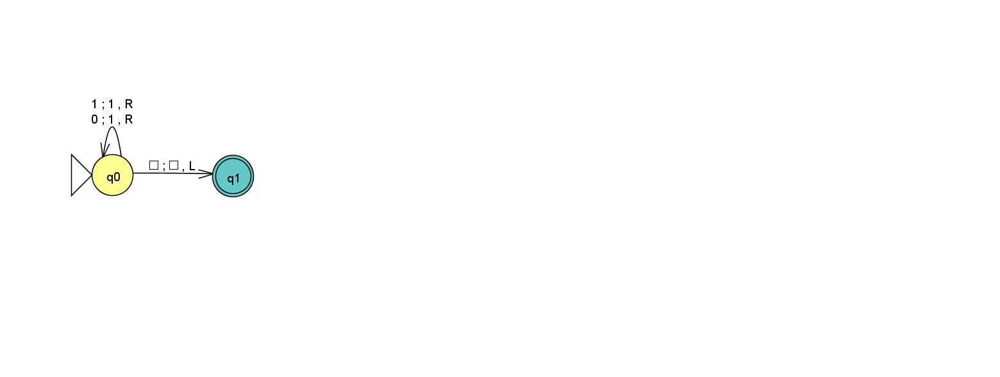 1 ; 1 , R
0 ; 1 , R
□ ; □ , L
q0
q1